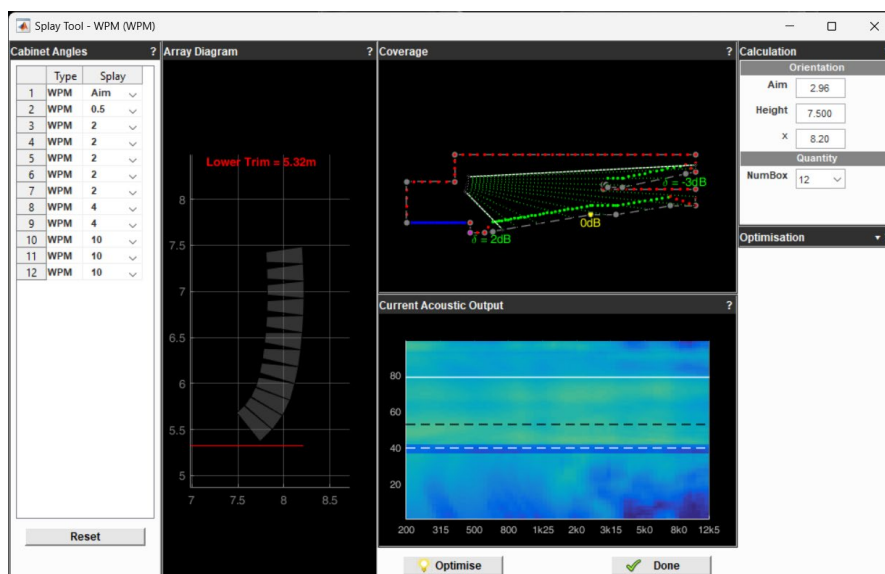 Splay Tool - WPM (WPM)
Cabinet Angles ?
Type Splay
1 WPM Aim
2 WPM 0.5
3 WPM 2
4 WPM 2
5 WPM 2
6 WPM 2
7 WPM 2
8 WPM 4
9 WPM 4
10 WPM 10
11 WPM 10
12 WPM 10
Reset
Array Diagram ?
Lower Trim = 5.32m
8
7.5
7
6.5
6
5.5
5
7 7.5 8 8.5
Coverage ?
∂ = -3dB
0dB
∂ = 2dB
Current Acoustic Output ?
80
60
40
20
200 315 500 800 1k25 2k0 3k15 5k0 8k0 12k5
Optimise Done
Calculation
Orientation
Aim 2.96
Height 7.500
x 8.20
Quantity
NumBox 12
Optimisation